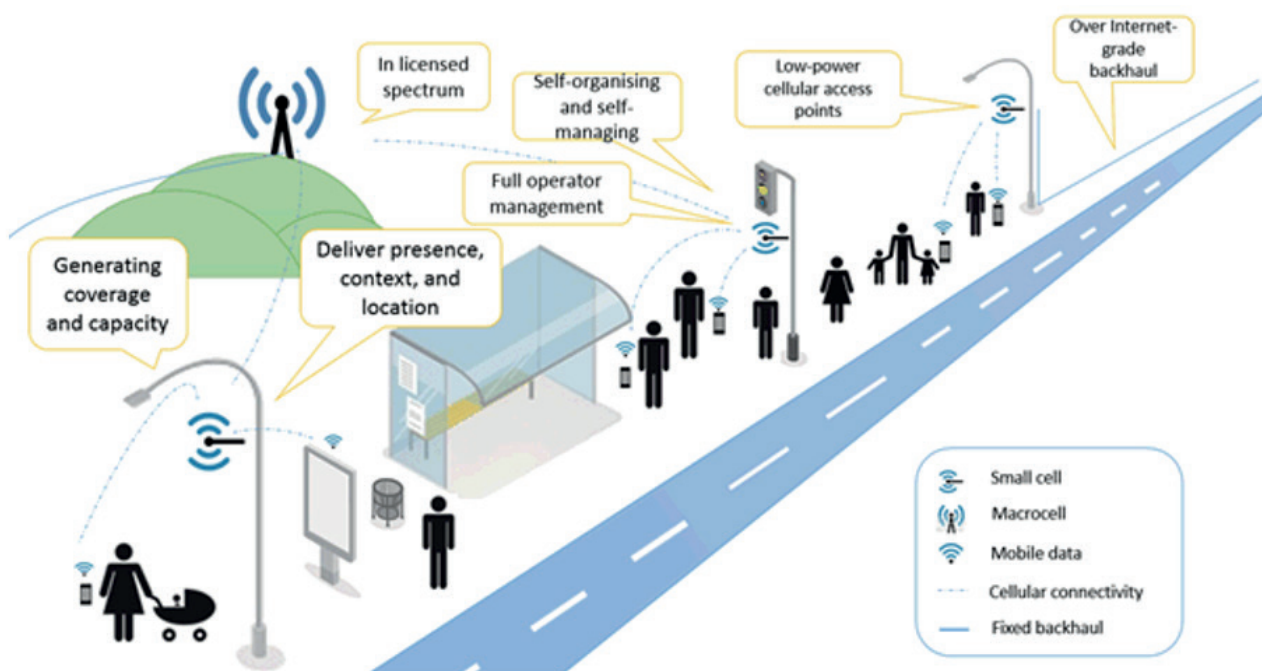 In licensed
spectrum
Self-organising
and self-
managing
Low-power
cellular access
points
Over Internet-
grade
backhaul
Full operator
management
Generating
coverage
and capacity
Deliver presence,
context, and
location
Small cell
Macrocell
Mobile data
Cellular connectivity
Fixed backhaul